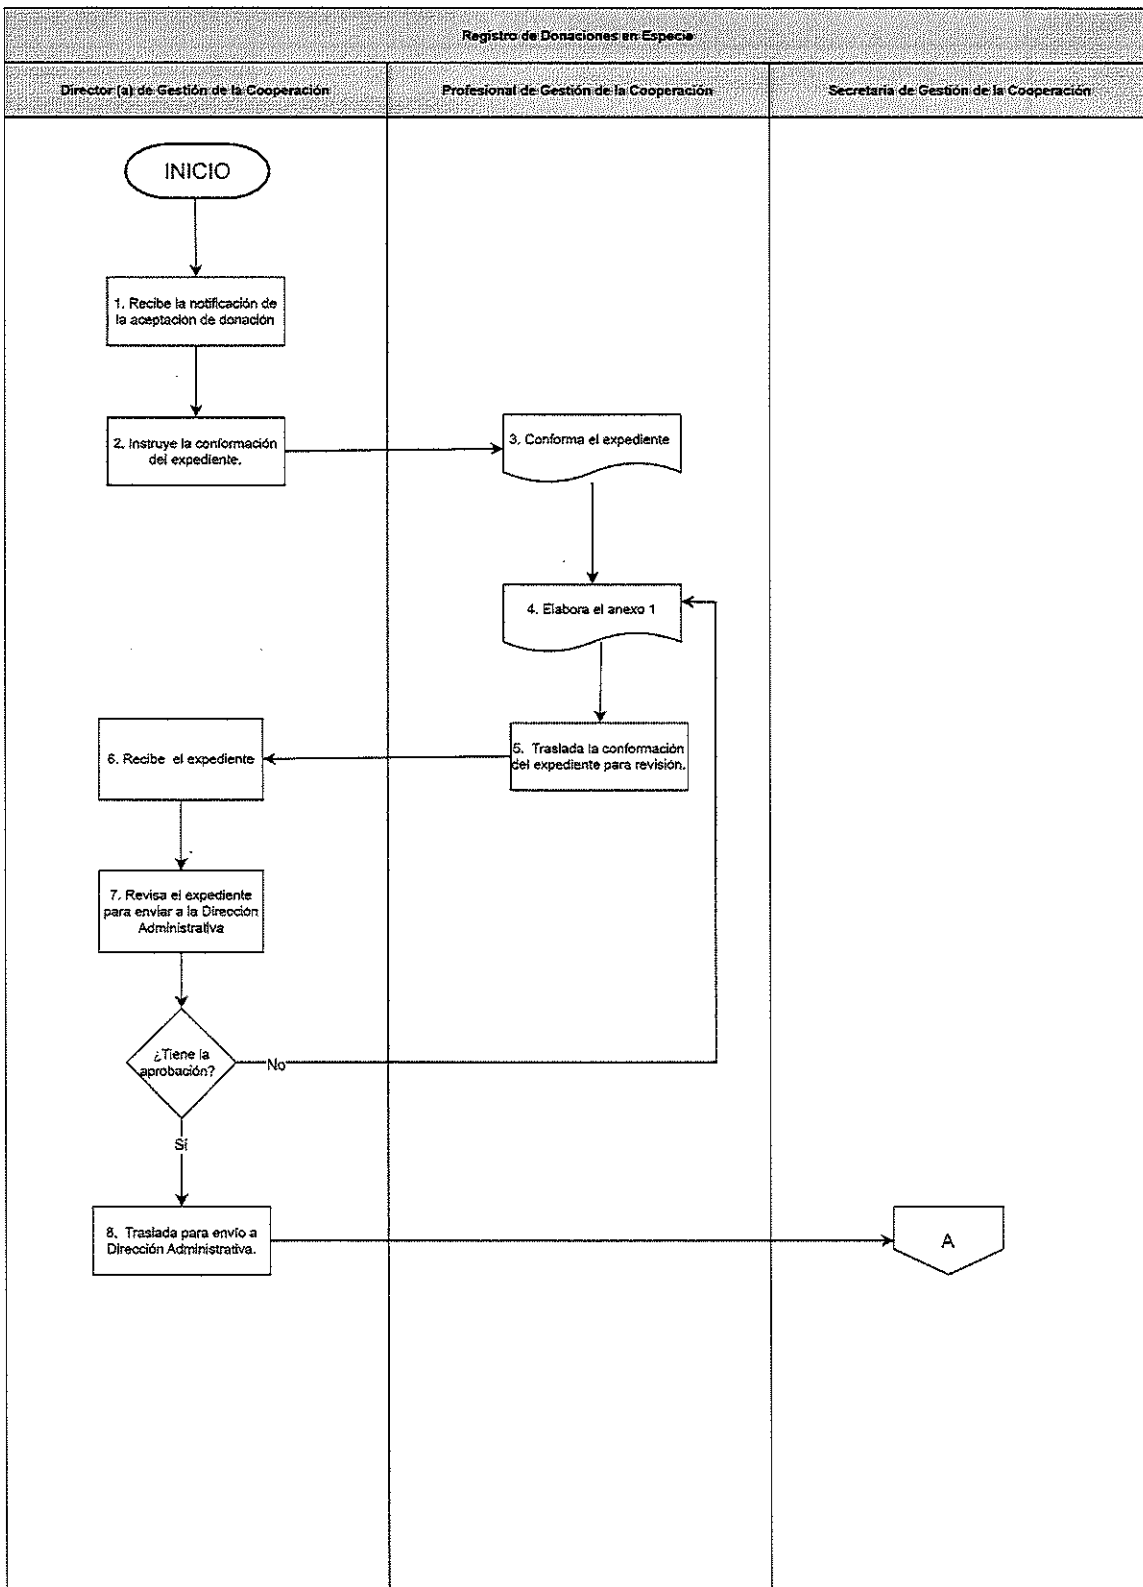 Registro de Donaciones en Especie
Director (a) de Gestión de la Cooperación
Profesional de Gestión de la Cooperación
Secretaria de Gestión de la Cooperación
INICIO
1. Recibe la notificación de
la aceptación de donación
2. Instruye la conformación
del expediente.
3. Conforma el expediente
4. Elabora el anexo 1
5. Traslada la conformación
del expediente para revisión.
6. Recibe el expediente
7. Revisa el expediente
para enviar a la Dirección
Administrativa
¿Tiene la
aprobación?
No
Sí
8. Traslada para envío a
Dirección Administrativa.
A